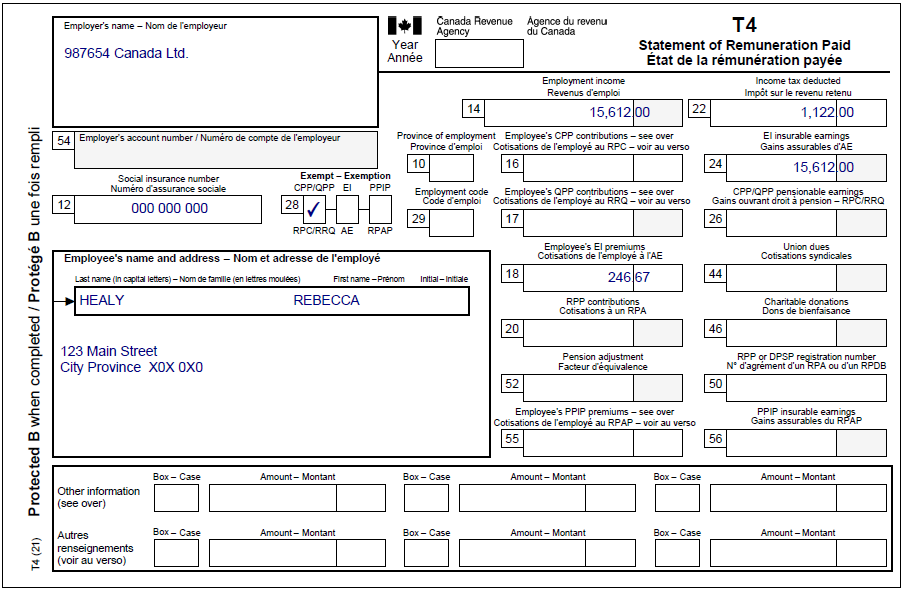 Employer's name – Nom de l'employeur
987654 Canada Ltd.
Canada Revenue Agency
Agence du revenu du Canada
Year
Année
T4
Statement of Remuneration Paid
État de la rémunération payée
Employment income
Revenus d'emploi
14 15,612.00
Income tax deducted
Impôt sur le revenu retenu
22 1,122.00
54 Employer's account number / Numéro de compte de l'employeur
Province of employment
Province d'emploi
10
Employee's CPP contributions – see over
Cotisations de l'employé au RPC – voir au verso
16
EI insurable earnings
Gains assurables d'AE
24 15,612.00
Social insurance number
Numéro d'assurance sociale
12 000 000 000
Exempt – Exemption
CPP/QPP EI PPIP
28 ✓
RPC/RRQ AE RPAP
Employment code
Code d'emploi
29
Employee's QPP contributions – see over
Cotisations de l'employé au RRQ – voir au verso
17
CPP/QPP pensionable earnings
Gains ouvrant droit à pension – RPC/RRQ
26
Employee's name and address – Nom et adresse de l'employé
Last name (in capital letters) – Nom de famille (en lettres moulées) First name – Prénom Initial – Initiale
HEALY REBECCA
123 Main Street
City Province X0X 0X0
Employee's EI premiums
Cotisations de l'employé à l'AE
18 246.67
Union dues
Cotisations syndicales
44
RPP contributions
Cotisations à un RPA
20
Charitable donations
Dons de bienfaisance
46
Pension adjustment
Facteur d'équivalence
52
RPP or DPSP registration number
N° d'agrément d'un RPA ou d'un RPDB
50
Employee's PPIP premiums – see over
Cotisations de l'employé au RPAP – voir au verso
55
PPIP insurable earnings
Gains assurables du RPAP
56
Box – Case Amount – Montant Box – Case Amount – Montant Box – Case Amount – Montant
Other information
(see over)
Box – Case Amount – Montant Box – Case Amount – Montant Box – Case Amount – Montant
Autres
renseignements
(voir au verso)
Protected B when completed / Protégé B une fois rempli
T4 (21)